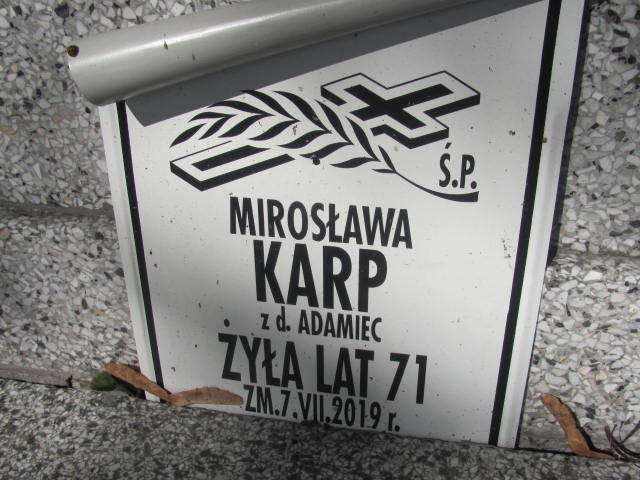 Ś.P.
MIROSŁAWA
KARP
z d. ADAMIEC
ŻYŁA LAT 71
ZM.7.VII.2019 r.